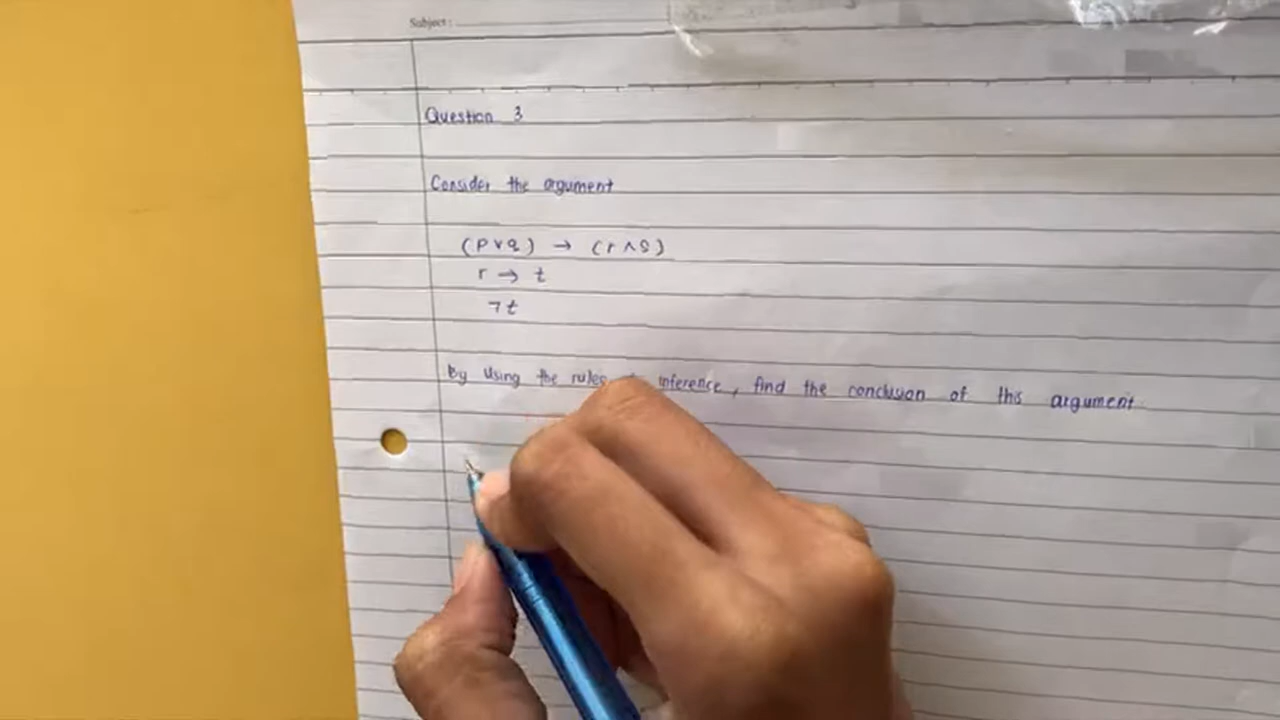 Subject:
Question 3
Consider the argument
(p ∨ q) → (r ∧ s)
r → t
¬t
By using the rules inference, find the conclusion of this argument